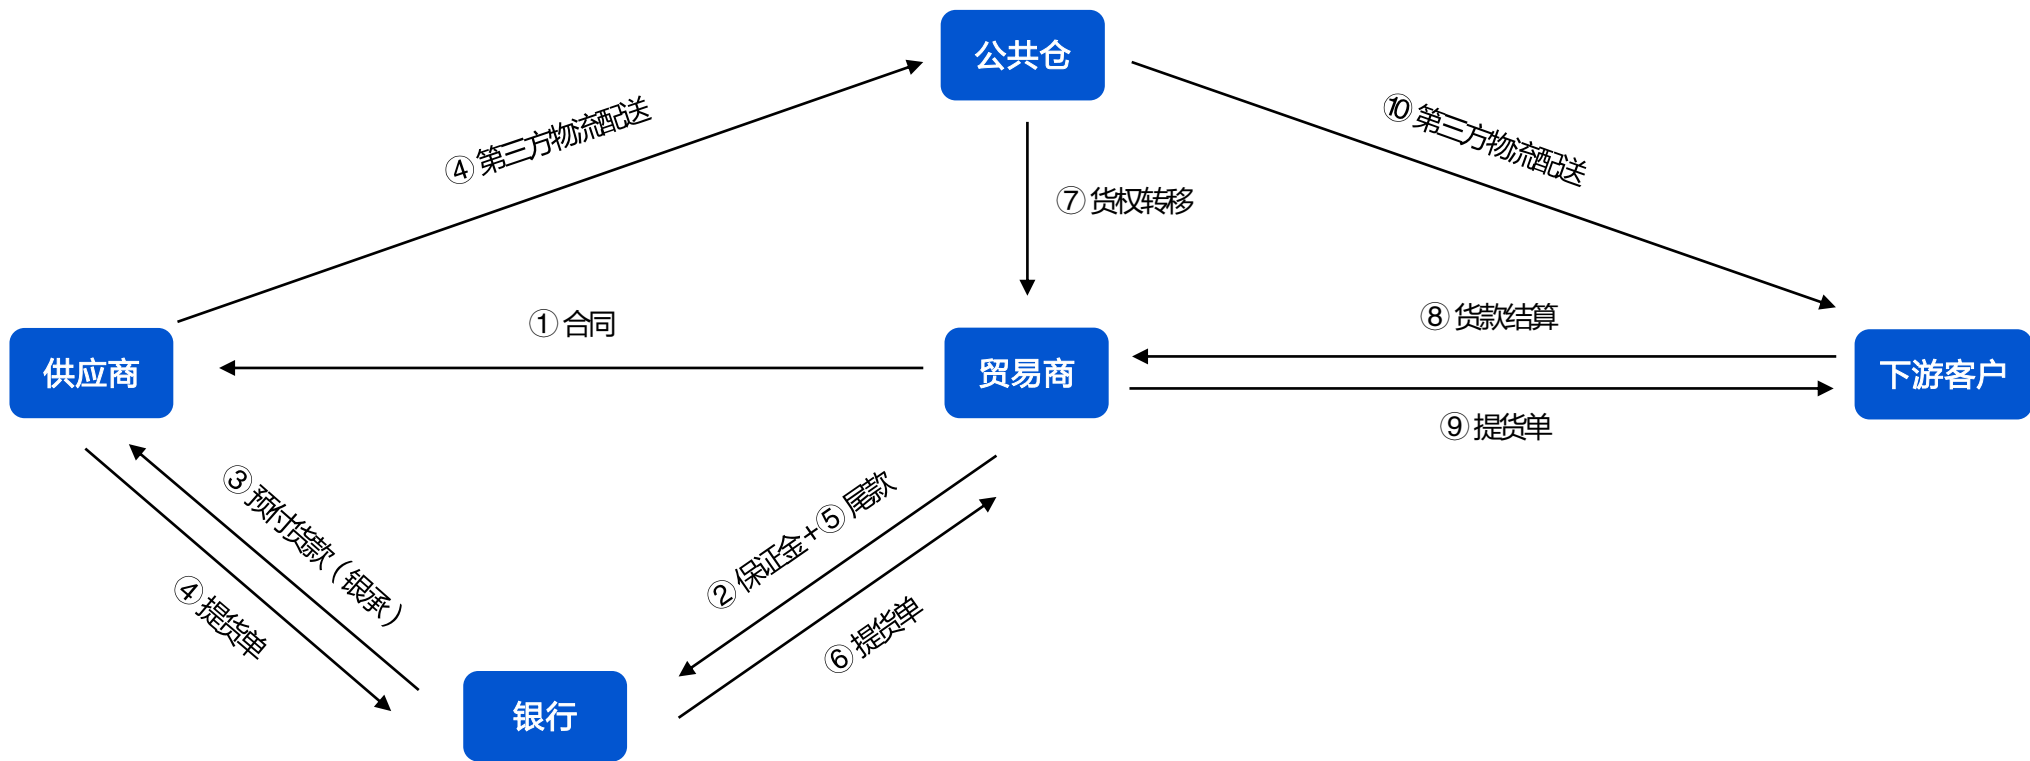 公共仓
④ 第三方物流配送
⑩ 第三方物流配送
⑦ 货权转移
① 合同
⑧ 货款结算
供应商
贸易商
下游客户
⑨ 提货单
③ 预付货款（银承）
④ 提货单
② 保证金+⑤ 尾款
⑥ 提货单
银行